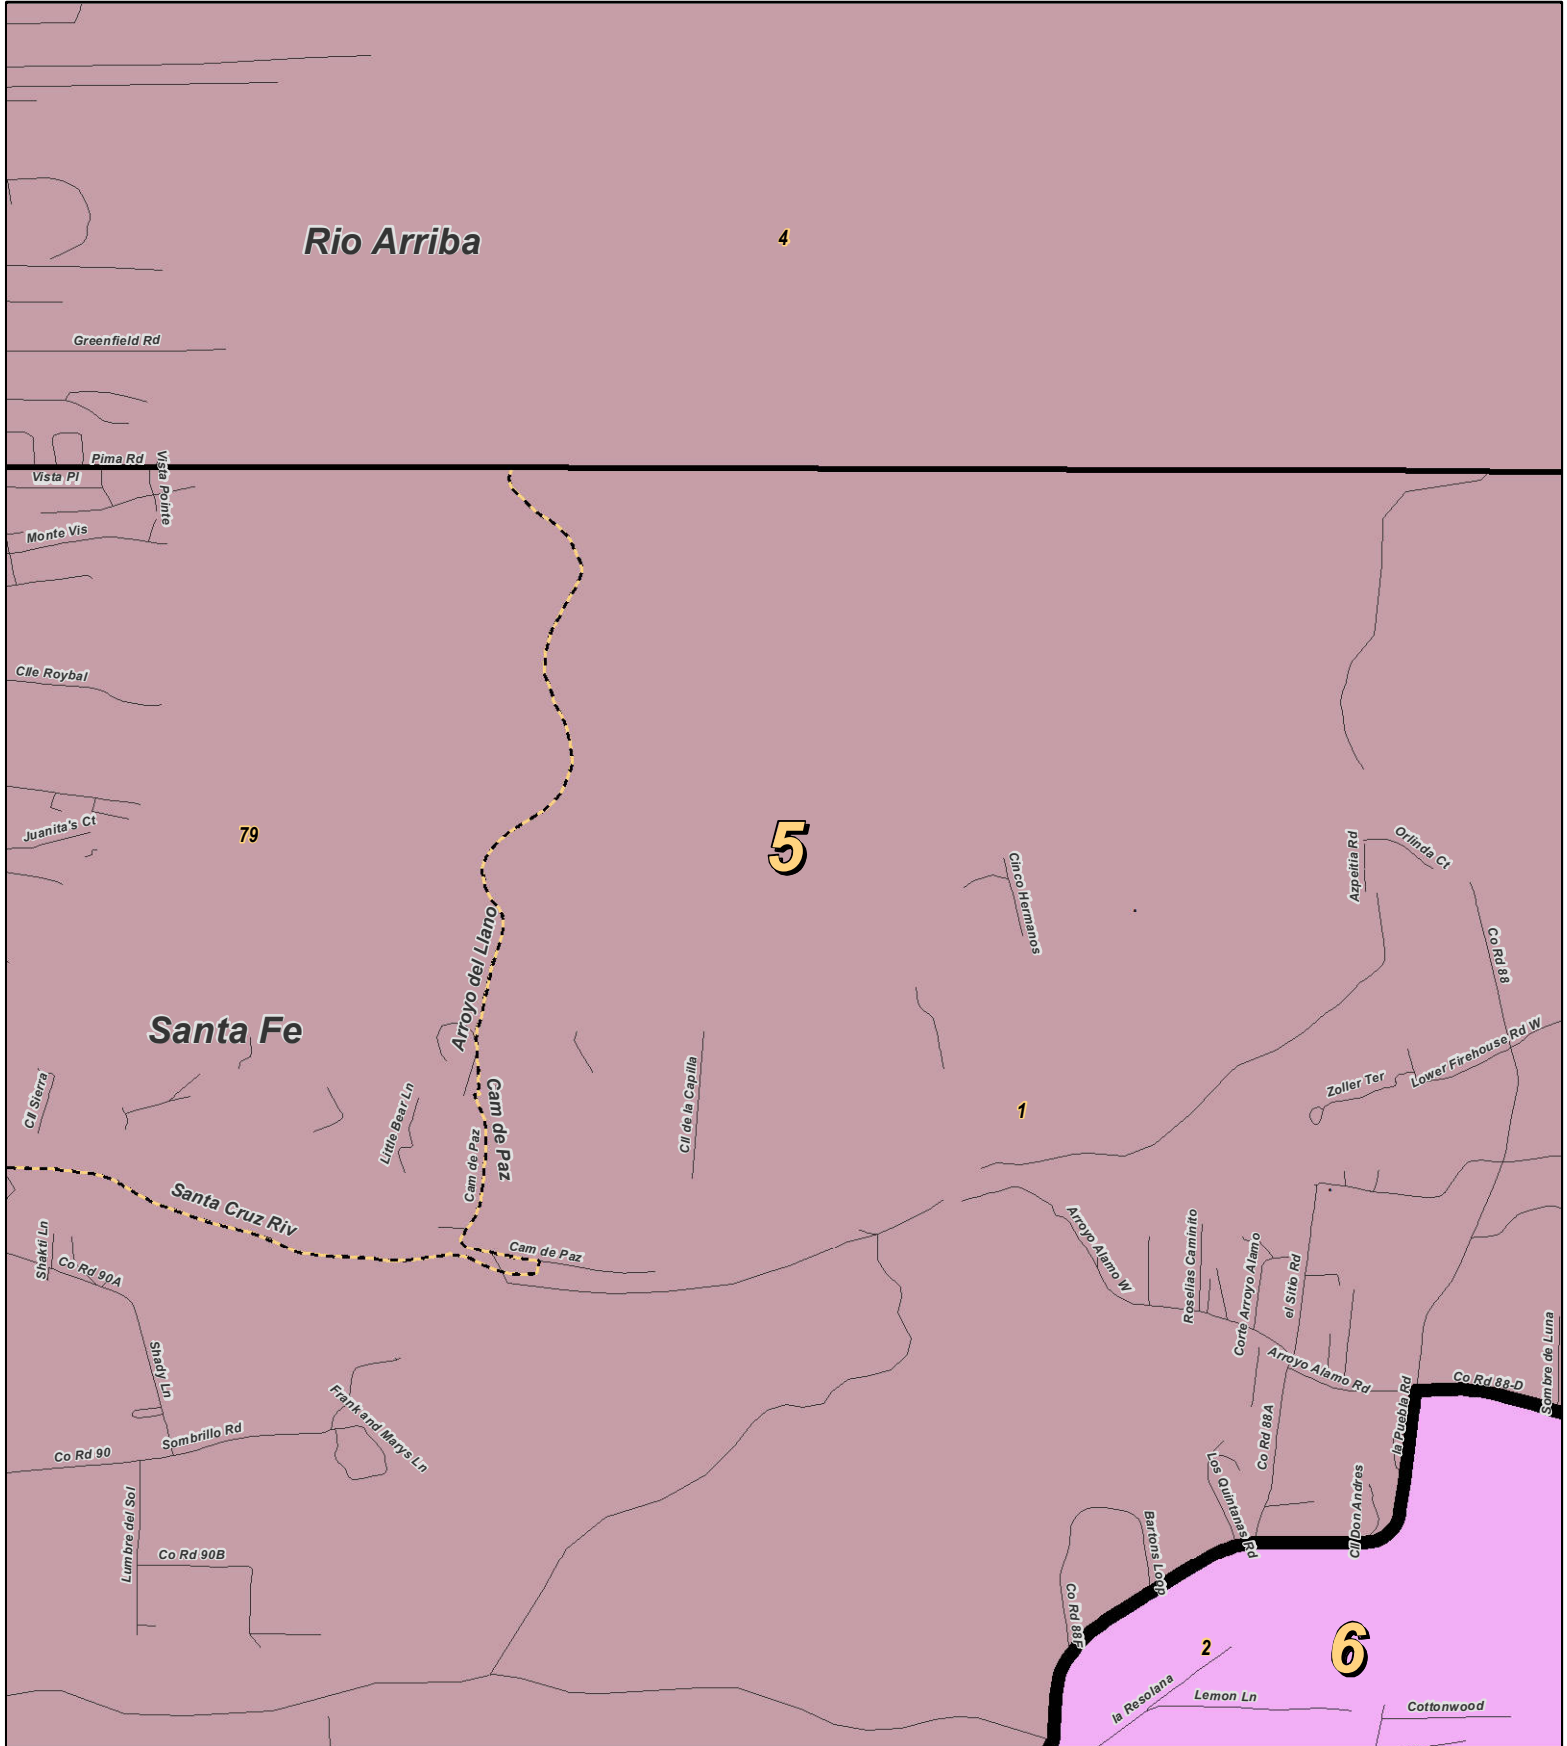 Rio Arriba
4
Greenfield Rd
Pima Rd
Vista Pl
Vista Pointe
Monte Vis
Clle Roybal
Juanita's Ct
79
5
Cinco Hermanos
Azpeitia Rd
Orlinda Ct
Co Rd 88
Arroyo del Llano
Santa Fe
Cll Sierra
Little Bear Ln
Cam de Paz
Cam de Paz
Cll de la Capilla
1
Zoller Ter
Lower Firehouse Rd W
Santa Cruz Riv
Shakti Ln
Co Rd 90A
Cam de Paz
Arroyo Alamo W
Roselias Caminito
Corte Arroyo Alamo
el Sitio Rd
Shady Ln
Arroyo Alamo Rd
Co Rd 88-D
Sombre de Luna
la Puebla Rd
Frank and Marys Ln
Sombrillo Rd
Co Rd 90
Co Rd 88A
Los Quintanas Rd
Cll Don Andres
Lumbre del Sol
Co Rd 90B
Bartons Loop
Co Rd 88F
2
6
la Resolana
Lemon Ln
Cottonwood